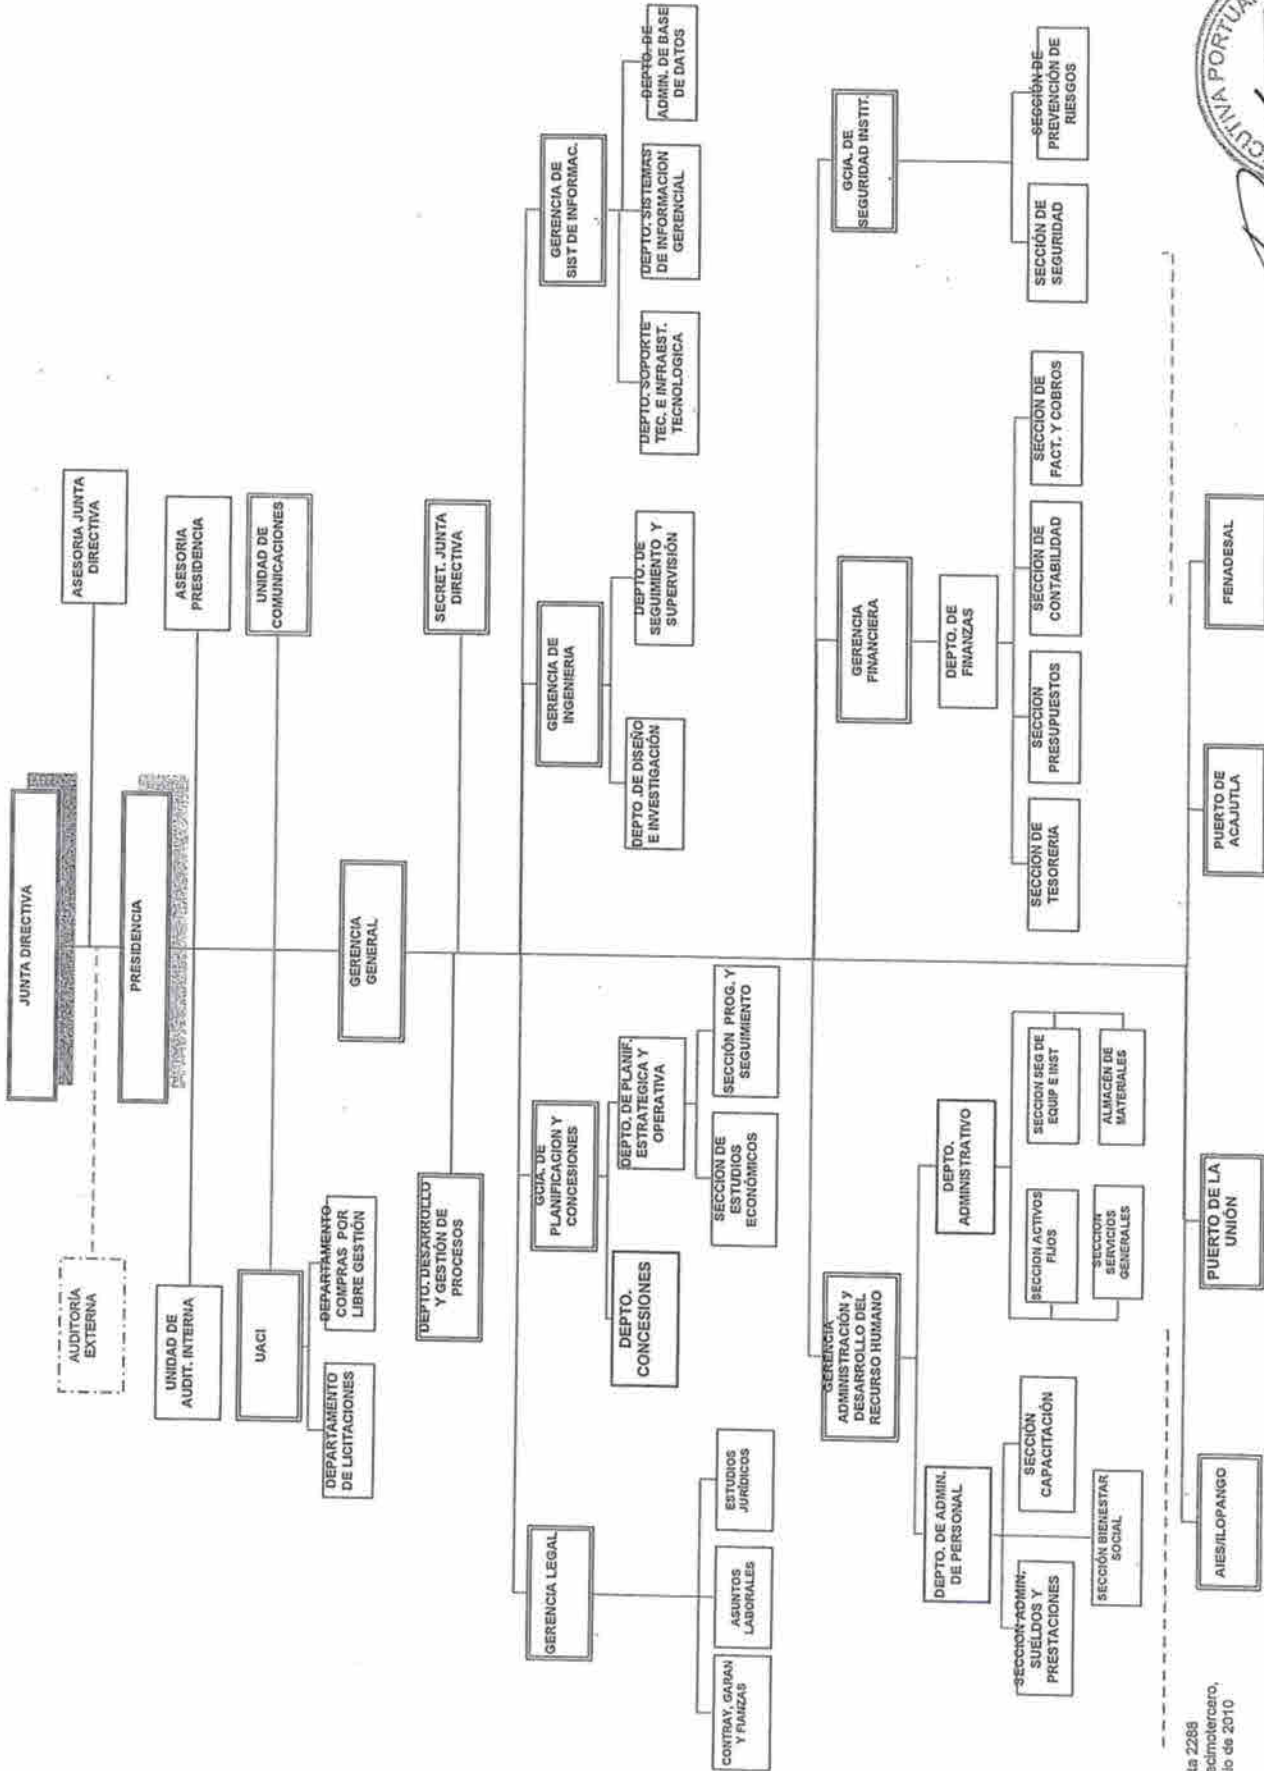 JUNTA DIRECTIVA
ASESORIA JUNTA
DIRECTIVA
AUDITORÍA
EXTERNA
PRESIDENCIA
ASESORIA
PRESIDENCIA
UNIDAD DE
AUDIT. INTERNA
UNIDAD DE
COMUNICACIONES
UACI
DEPARTAMENTO
DE LICITACIONES
DEPARTAMENTO
COMPRAS POR
LIBRE GESTIÓN
GERENCIA
GENERAL
SECRET. JUNTA
DIRECTIVA
DEPTO. DESARROLLO
Y GESTIÓN DE
PROCESOS
GERENCIA LEGAL
CONTRAY, GARAN
Y FIANZAS
ASUNTOS
LABORALES
ESTUDIOS
JURÍDICOS
GCIA. DE
PLANIFICACION Y
CONCESIONES
DEPTO.
CONCESIONES
DEPTO. DE PLANIF.
ESTRATEGICA Y
OPERATIVA
SECCION DE
ESTUDIOS
ECONÓMICOS
SECCIÓN PROG. Y
SEGUIMIENTO
GERENCIA DE
INGENIERIA
DEPTO .DE DISEÑO
E INVESTIGACIÓN
DEPTO. DE
SEGUIMIENTO Y
SUPERVISIÓN
GERENCIA DE
SIST DE INFORMAC.
DEPTO. SOPORTE
TEC. E INFRAEST.
TECNOLOGICA
DEPTO. SISTEMAS
DE INFORMACION
GERENCIAL
DEPTO. DE
ADMIN. DE BASE
DE DATOS
GERENCIA
ADMINISTRACIÓN y
DESARROLLO DEL
RECURSO HUMANO
DEPTO. DE ADMIN.
DE PERSONAL
SECCION ADMIN.
SUELDOS Y
PRESTACIONES
SECCIÓN
CAPACITACIÓN
SECCIÓN BIENESTAR
SOCIAL
DEPTO.
ADMINISTRATIVO
SECCION ACTIVOS
FIJOS
SECCION SEG DE
EQUIP E INST
SECCION
SERVICIOS
GENERALES
ALMACÉN DE
MATERIALES
GERENCIA
FINANCIERA
DEPTO. DE
FINANZAS
SECCION DE
TESORERIA
SECCION
PRESUPUESTOS
SECCION DE
CONTABILIDAD
SECCION DE
FACT. Y COBROS
GCIA. DE
SEGURIDAD INSTIT.
SECCIÓN DE
SEGURIDAD
SECCIÓN DE
PREVENCIÓN DE
RIESGOS
AIES/ILOPANGO
PUERTO DE LA
UNIÓN
PUERTO DE
ACAJUTLA
FENADESAL
2288
de 2010